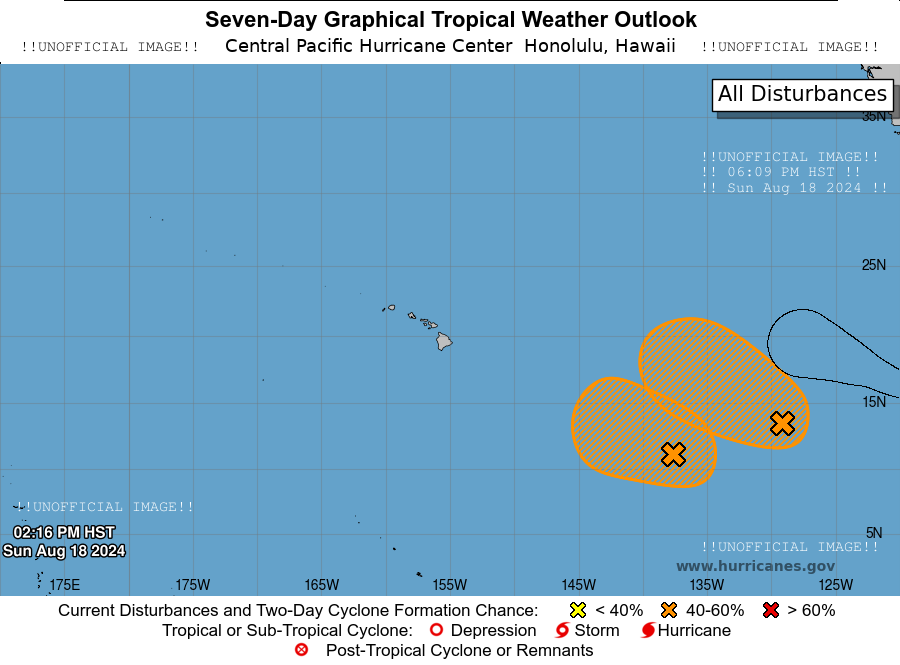 Seven-Day Graphical Tropical Weather Outlook
!!UNOFFICIAL IMAGE!! Central Pacific Hurricane Center Honolulu, Hawaii !!UNOFFICIAL IMAGE!!
All Disturbances
35N
!!UNOFFICIAL IMAGE!!
!! 06:09 PM HST !!
!! Sun Aug 18 2024 !!
25N
15N
!!UNOFFICIAL IMAGE!!
02:16 PM HST
Sun Aug 18 2024
5N
!!UNOFFICIAL IMAGE!!
www.hurricanes.gov
175E 175W 165W 155W 145W 135W 125W
Current Disturbances and Two-Day Cyclone Formation Chance: < 40% 40-60% > 60%
Tropical or Sub-Tropical Cyclone: Depression Storm Hurricane
Post-Tropical Cyclone or Remnants